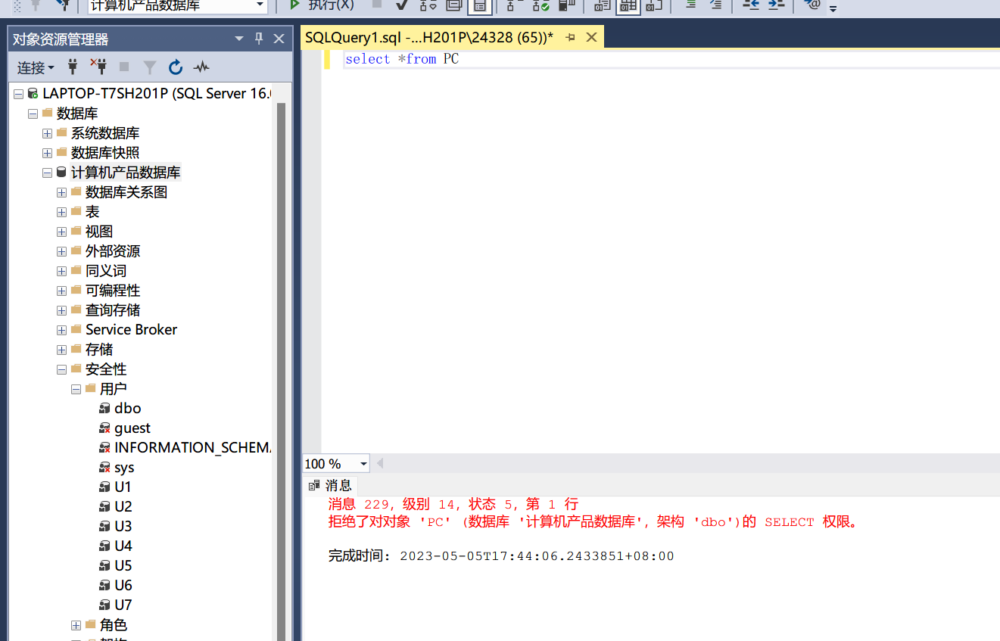 计算机产品数据库
执行(X)
对象资源管理器
连接
LAPTOP-T7SH201P (SQL Server 16.
数据库
系统数据库
数据库快照
计算机产品数据库
数据库关系图
表
视图
外部资源
同义词
可编程性
查询存储
Service Broker
存储
安全性
用户
dbo
guest
INFORMATION_SCHEM
sys
U1
U2
U3
U4
U5
U6
U7
角色
架构
SQLQuery1.sql -...H201P\24328 (65))*
select *from PC
100 %
消息
消息 229，级别 14，状态 5，第 1 行
拒绝了对对象 'PC' (数据库 '计算机产品数据库'，架构 'dbo')的 SELECT 权限。
完成时间: 2023-05-05T17:44:06.2433851+08:00